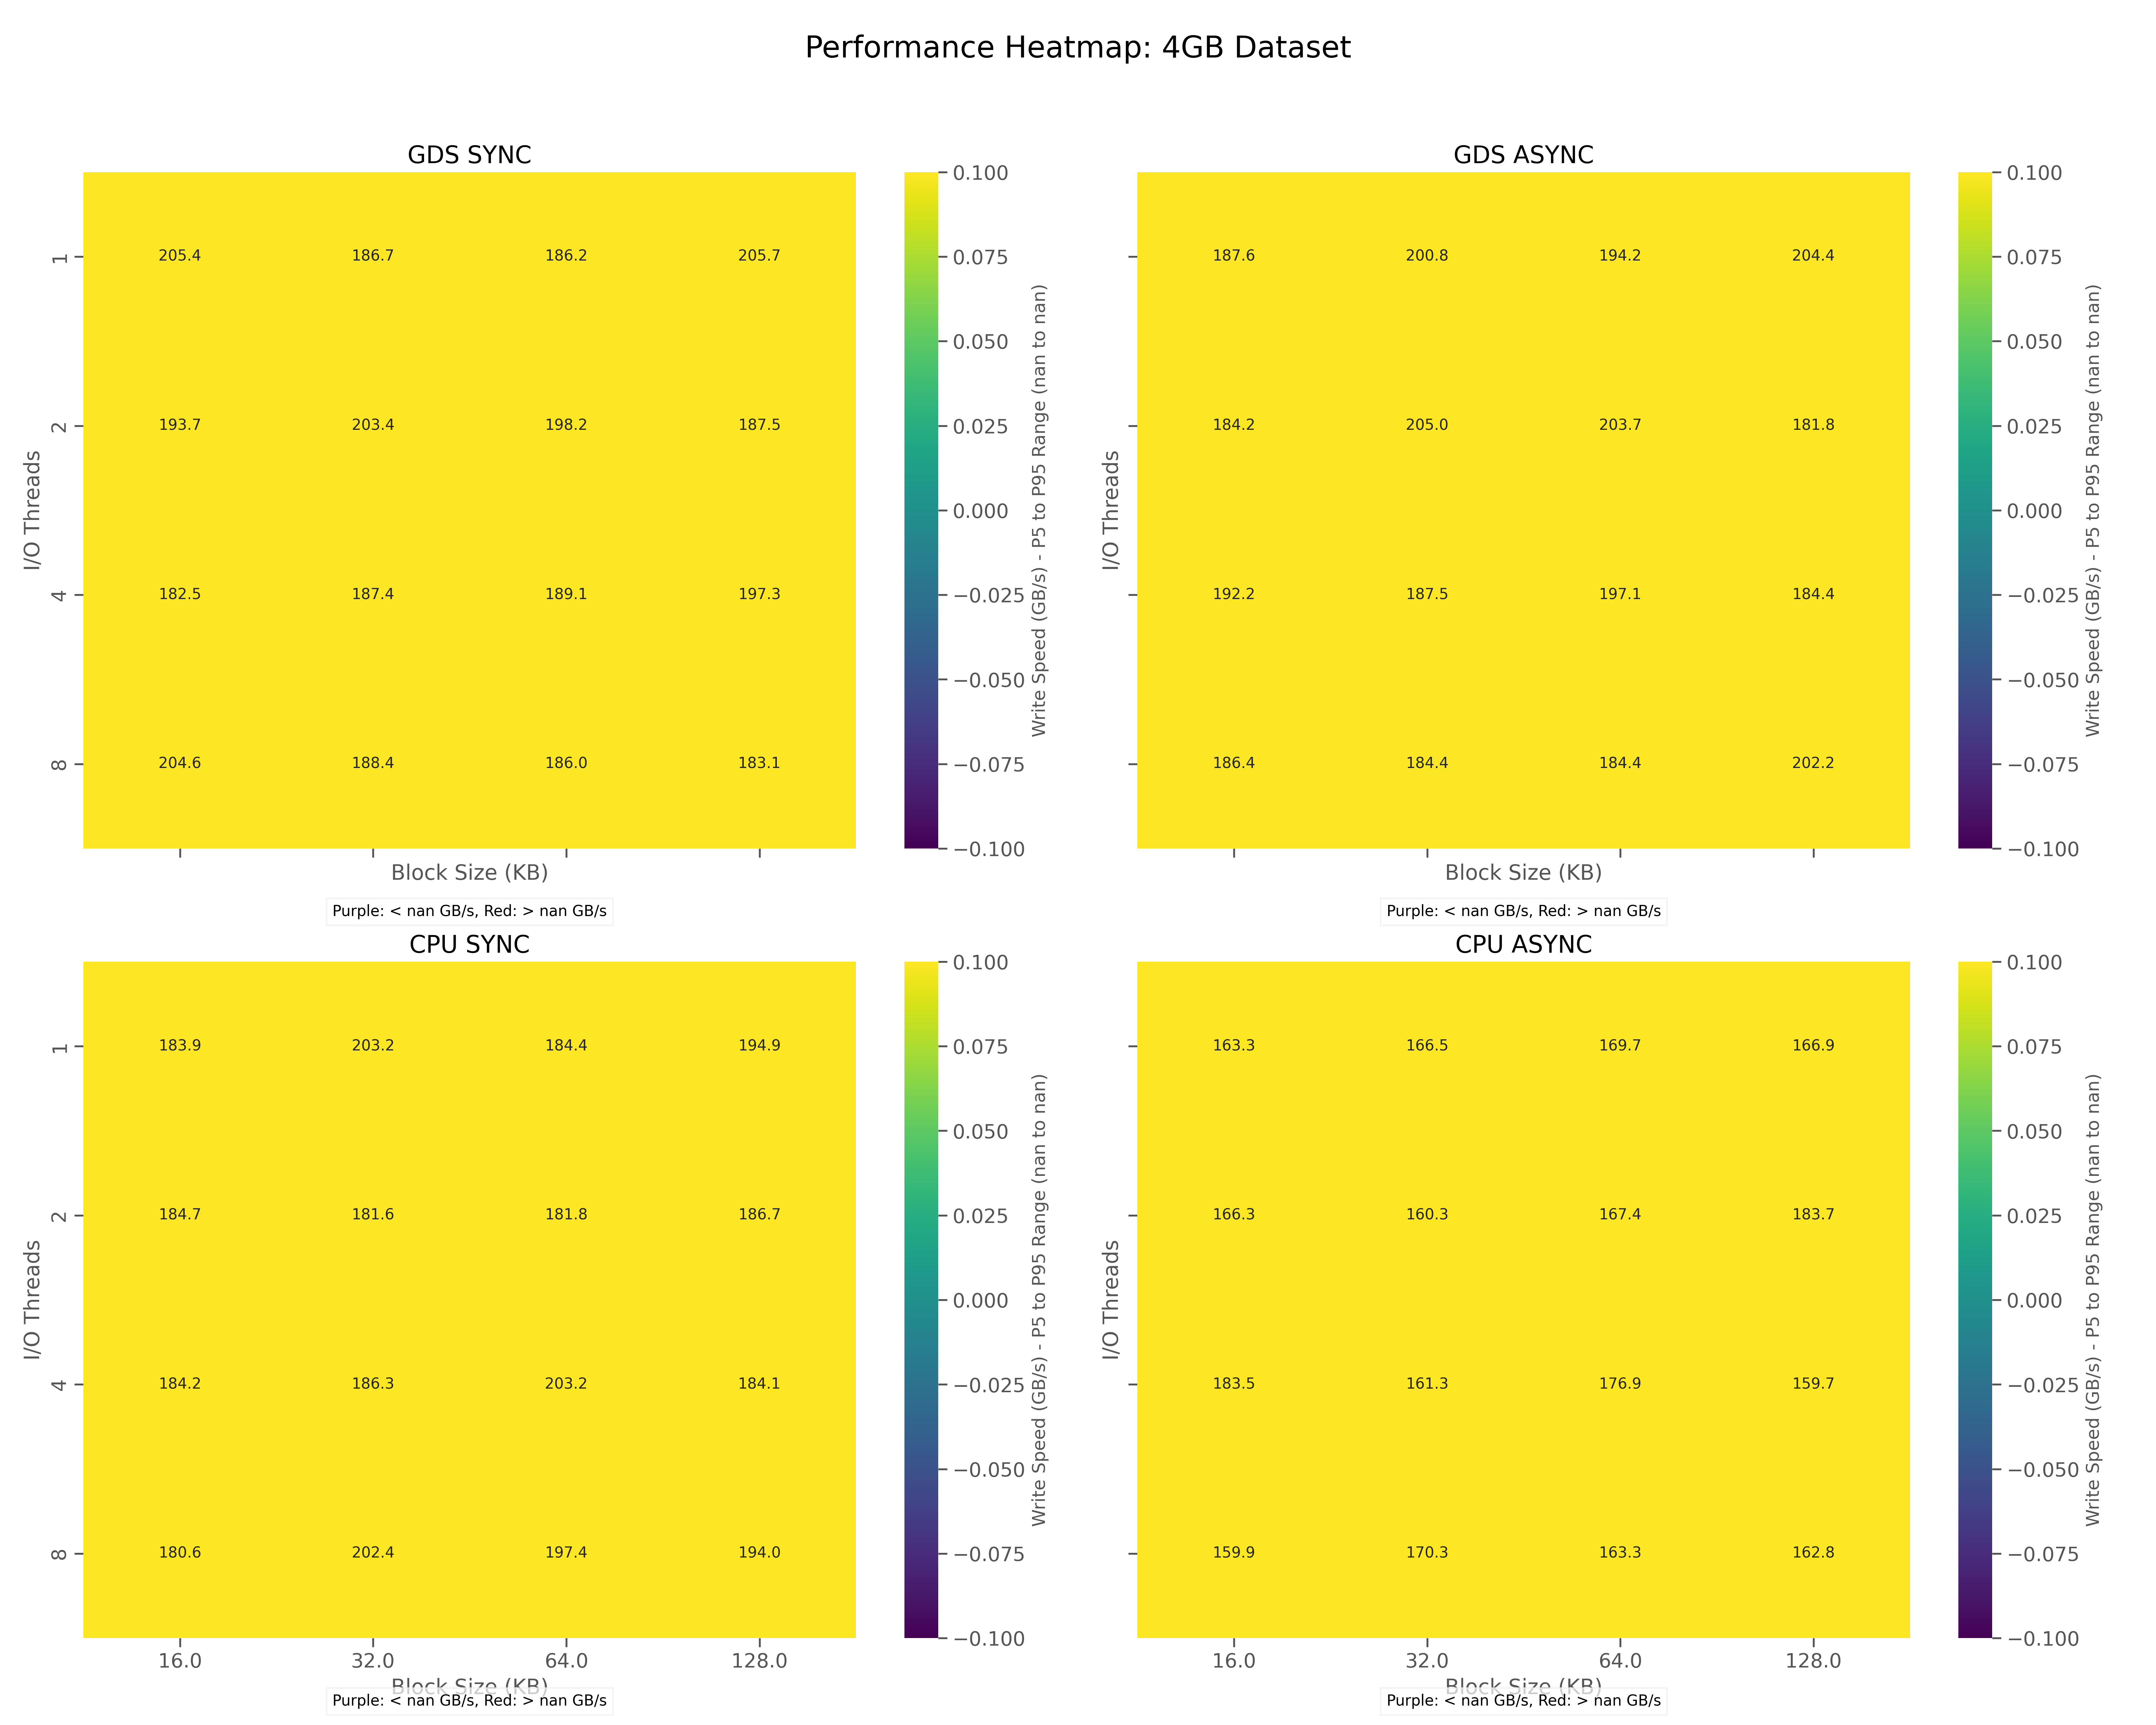 Performance Heatmap: 4GB Dataset
GDS SYNC
I/O Threads
1
205.4 186.7 186.2 205.7
2
193.7 203.4 198.2 187.5
4
182.5 187.4 189.1 197.3
8
204.6 188.4 186.0 183.1
Block Size (KB)
Purple: < nan GB/s, Red: > nan GB/s
0.100
0.075
0.050
0.025
0.000
−0.025
−0.050
−0.075
−0.100
Write Speed (GB/s) - P5 to P95 Range (nan to nan)
GDS ASYNC
I/O Threads
187.6 200.8 194.2 204.4
184.2 205.0 203.7 181.8
192.2 187.5 197.1 184.4
186.4 184.4 184.4 202.2
Block Size (KB)
Purple: < nan GB/s, Red: > nan GB/s
0.100
0.075
0.050
0.025
0.000
−0.025
−0.050
−0.075
−0.100
Write Speed (GB/s) - P5 to P95 Range (nan to nan)
CPU SYNC
I/O Threads
1
183.9 203.2 184.4 194.9
2
184.7 181.6 181.8 186.7
4
184.2 186.3 203.2 184.1
8
180.6 202.4 197.4 194.0
16.0 32.0 64.0 128.0
Block Size (KB)
Purple: < nan GB/s, Red: > nan GB/s
0.100
0.075
0.050
0.025
0.000
−0.025
−0.050
−0.075
−0.100
Write Speed (GB/s) - P5 to P95 Range (nan to nan)
CPU ASYNC
I/O Threads
163.3 166.5 169.7 166.9
166.3 160.3 167.4 183.7
183.5 161.3 176.9 159.7
159.9 170.3 163.3 162.8
16.0 32.0 64.0 128.0
Block Size (KB)
Purple: < nan GB/s, Red: > nan GB/s
0.100
0.075
0.050
0.025
0.000
−0.025
−0.050
−0.075
−0.100
Write Speed (GB/s) - P5 to P95 Range (nan to nan)